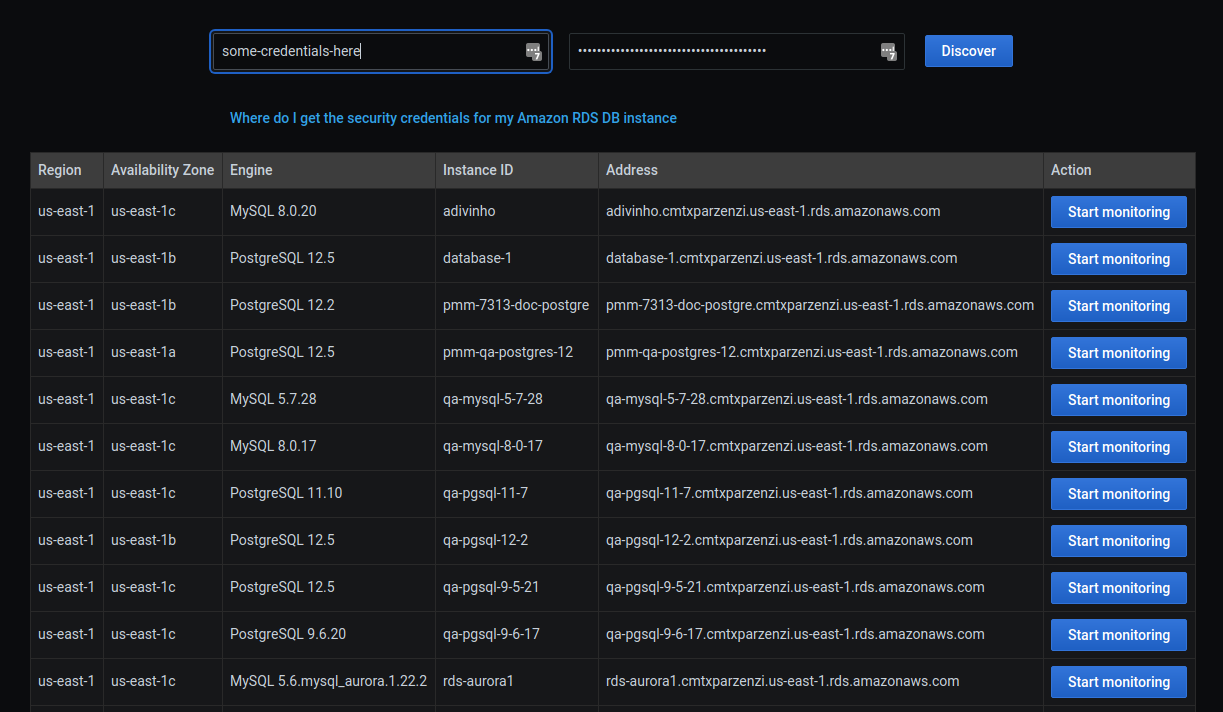 some-credentials-here
••••••••••••••••••••••••••••••••••••••• Discover
Where do I get the security credentials for my Amazon RDS DB instance
Region Availability Zone Engine Instance ID Address Action
us-east-1 us-east-1c MySQL 8.0.20 adivinho adivinho.cmtxparzenzi.us-east-1.rds.amazonaws.com Start monitoring
us-east-1 us-east-1b PostgreSQL 12.5 database-1 database-1.cmtxparzenzi.us-east-1.rds.amazonaws.com Start monitoring
us-east-1 us-east-1b PostgreSQL 12.2 pmm-7313-doc-postgre pmm-7313-doc-postgre.cmtxparzenzi.us-east-1.rds.amazonaws.com Start monitoring
us-east-1 us-east-1a PostgreSQL 12.5 pmm-qa-postgres-12 pmm-qa-postgres-12.cmtxparzenzi.us-east-1.rds.amazonaws.com Start monitoring
us-east-1 us-east-1c MySQL 5.7.28 qa-mysql-5-7-28 qa-mysql-5-7-28.cmtxparzenzi.us-east-1.rds.amazonaws.com Start monitoring
us-east-1 us-east-1c MySQL 8.0.17 qa-mysql-8-0-17 qa-mysql-8-0-17.cmtxparzenzi.us-east-1.rds.amazonaws.com Start monitoring
us-east-1 us-east-1c PostgreSQL 11.10 qa-pgsql-11-7 qa-pgsql-11-7.cmtxparzenzi.us-east-1.rds.amazonaws.com Start monitoring
us-east-1 us-east-1b PostgreSQL 12.5 qa-pgsql-12-2 qa-pgsql-12-2.cmtxparzenzi.us-east-1.rds.amazonaws.com Start monitoring
us-east-1 us-east-1c PostgreSQL 12.5 qa-pgsql-9-5-21 qa-pgsql-9-5-21.cmtxparzenzi.us-east-1.rds.amazonaws.com Start monitoring
us-east-1 us-east-1c PostgreSQL 9.6.20 qa-pgsql-9-6-17 qa-pgsql-9-6-17.cmtxparzenzi.us-east-1.rds.amazonaws.com Start monitoring
us-east-1 us-east-1c MySQL 5.6.mysql_aurora.1.22.2 rds-aurora1 rds-aurora1.cmtxparzenzi.us-east-1.rds.amazonaws.com Start monitoring